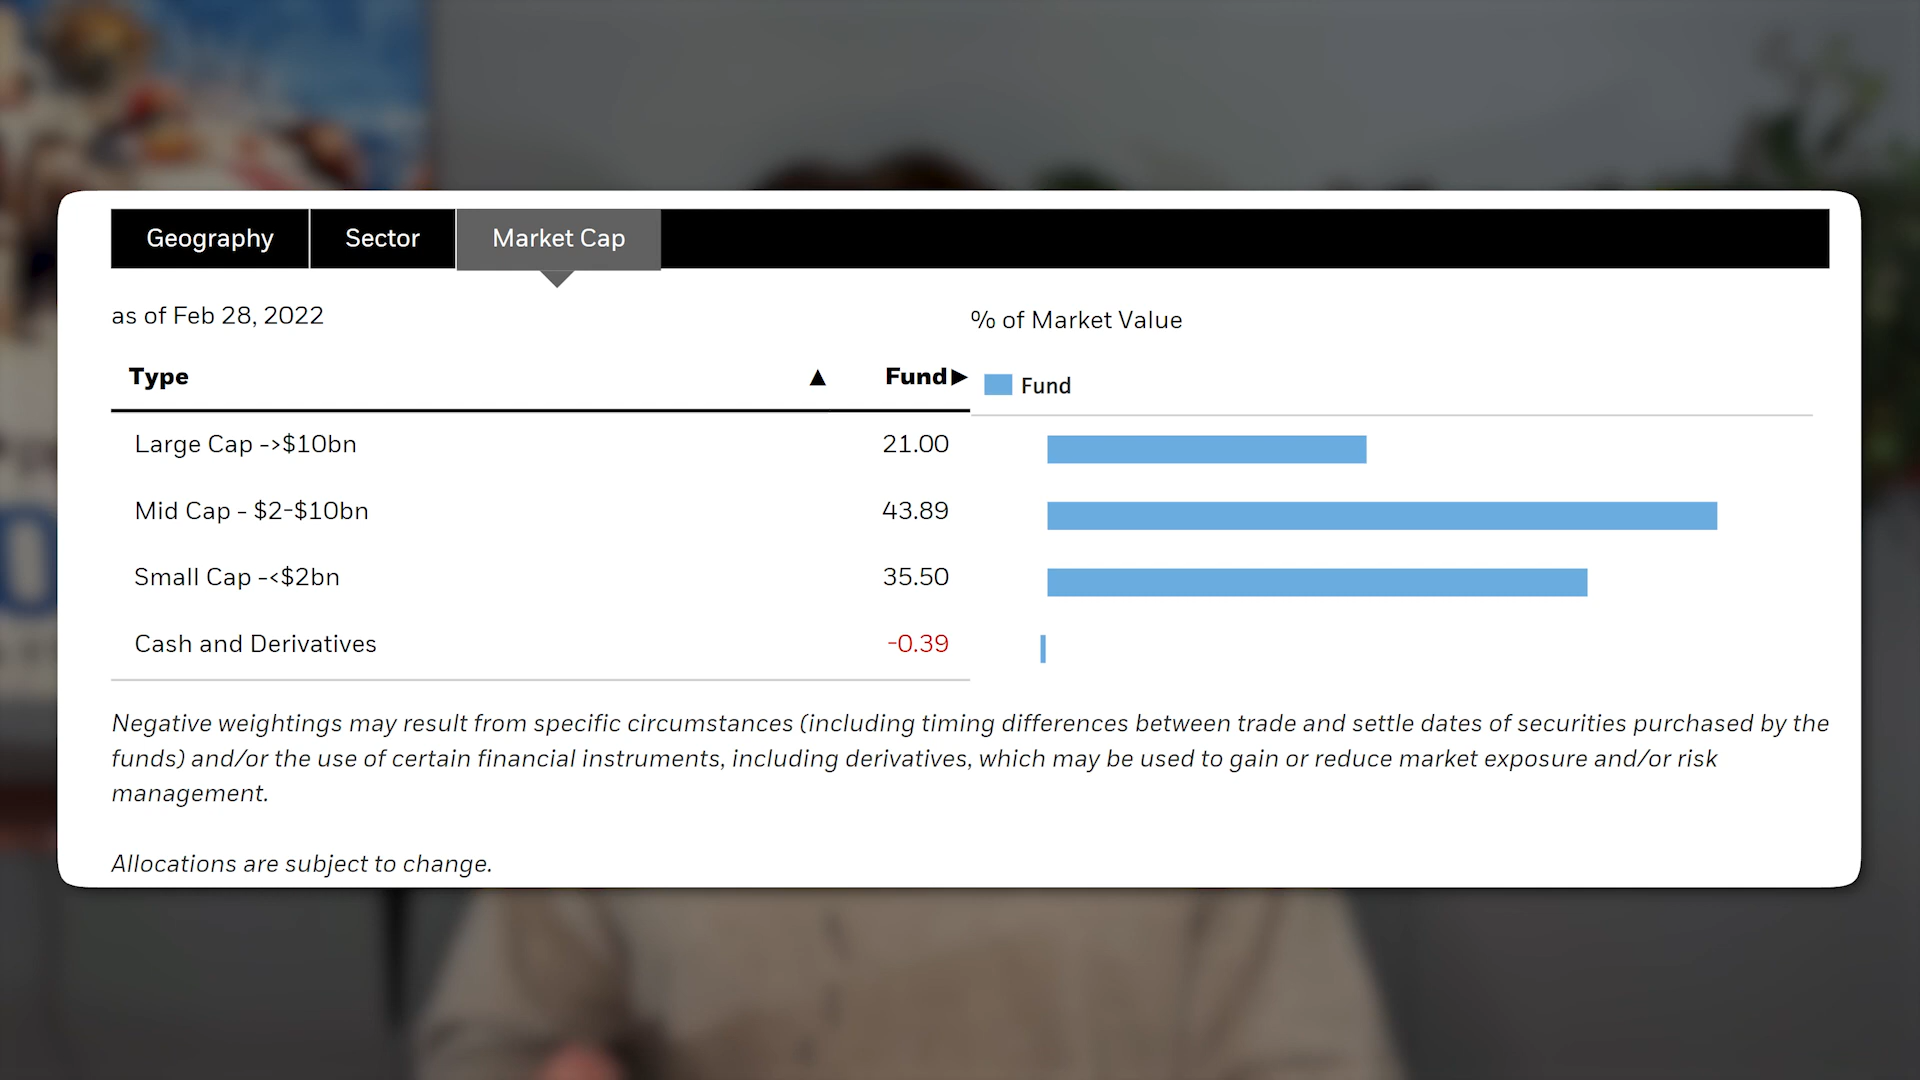 Geography Sector Market Cap
as of Feb 28, 2022
% of Market Value
Type ▲ Fund▶
Fund
Large Cap ->$10bn 21.00
Mid Cap - $2-$10bn 43.89
Small Cap -<$2bn 35.50
Cash and Derivatives -0.39
Negative weightings may result from specific circumstances (including timing differences between trade and settle dates of securities purchased by the
funds) and/or the use of certain financial instruments, including derivatives, which may be used to gain or reduce market exposure and/or risk
management.
Allocations are subject to change.